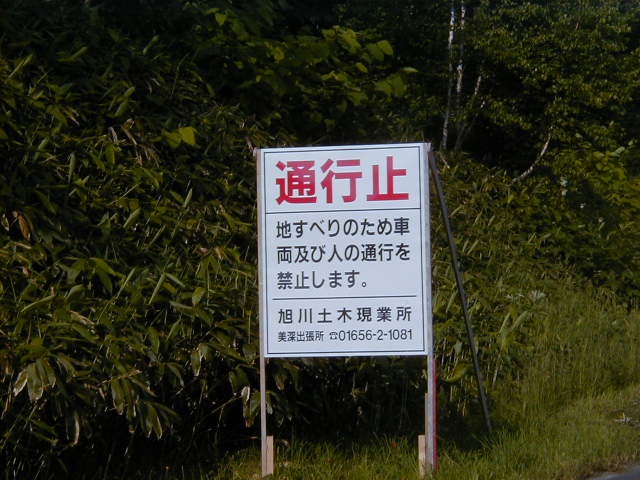 通行止
地すべりのため車
両及び人の通行を
禁止します。
旭川土木現業所
美深出張所 ☎01656-2-1081